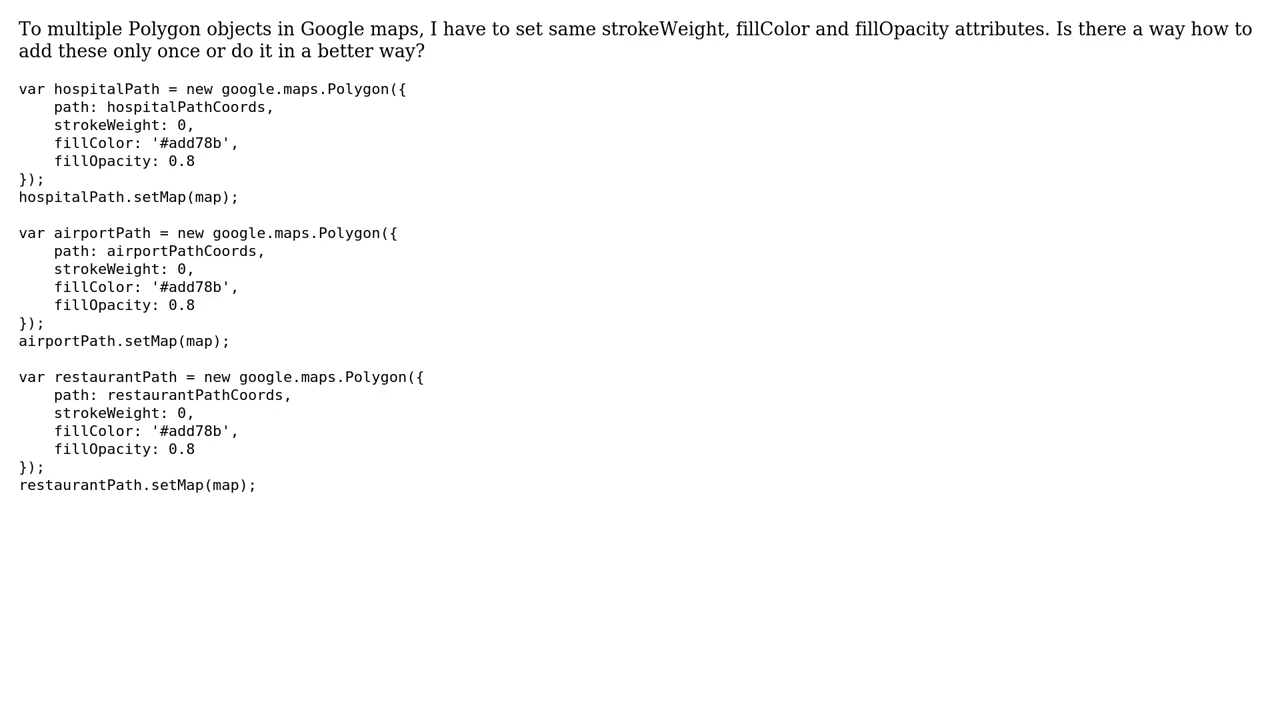 To multiple Polygon objects in Google maps, I have to set same strokeWeight, fillColor and fillOpacity attributes. Is there a way how to
add these only once or do it in a better way?
var hospitalPath = new google.maps.Polygon({
    path: hospitalPathCoords,
    strokeWeight: 0,
    fillColor: '#add78b',
    fillOpacity: 0.8
});
hospitalPath.setMap(map);
var airportPath = new google.maps.Polygon({
    path: airportPathCoords,
    strokeWeight: 0,
    fillColor: '#add78b',
    fillOpacity: 0.8
});
airportPath.setMap(map);
var restaurantPath = new google.maps.Polygon({
    path: restaurantPathCoords,
    strokeWeight: 0,
    fillColor: '#add78b',
    fillOpacity: 0.8
});
restaurantPath.setMap(map);